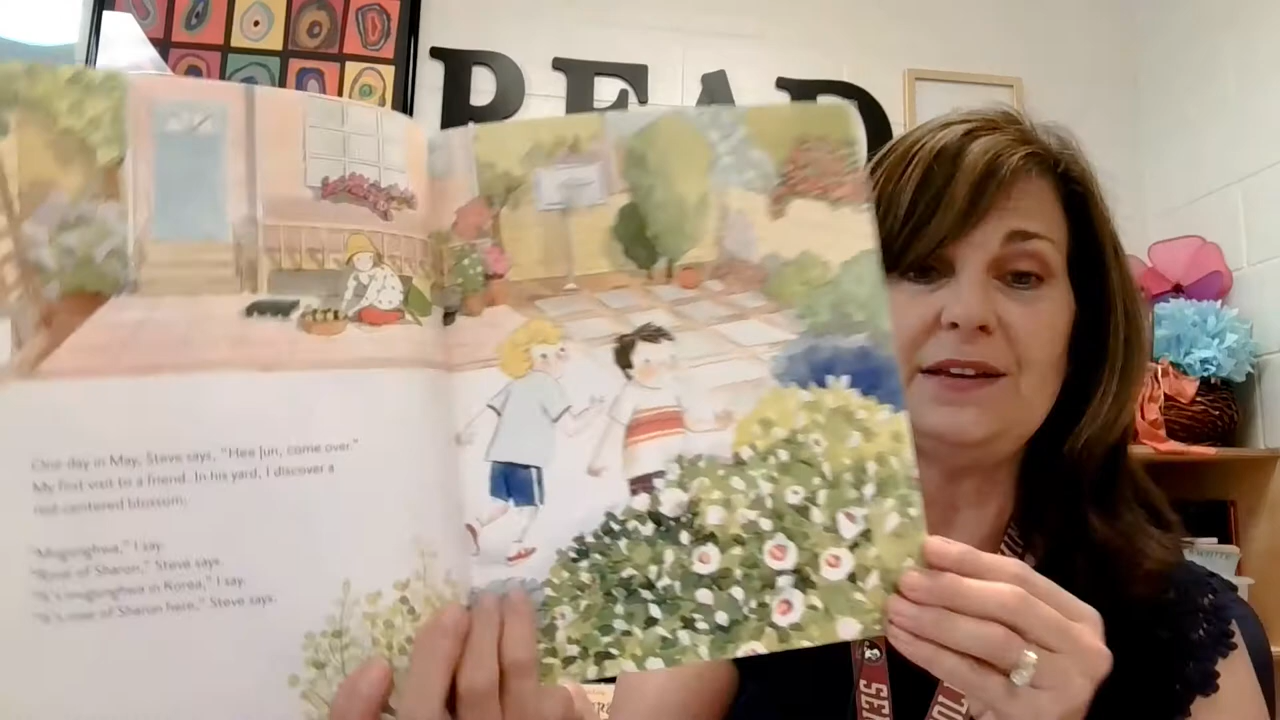 READ
One day in May, Steve says, "Hee Jun, come over."
My first visit to a friend. In his yard, I discover a
red-centered blossom.
"Mugunghwa," I say.
"Rose of Sharon," Steve says.
"It's mugunghwa in Korea," I say.
"It's rose of Sharon here," Steve says.
SEM